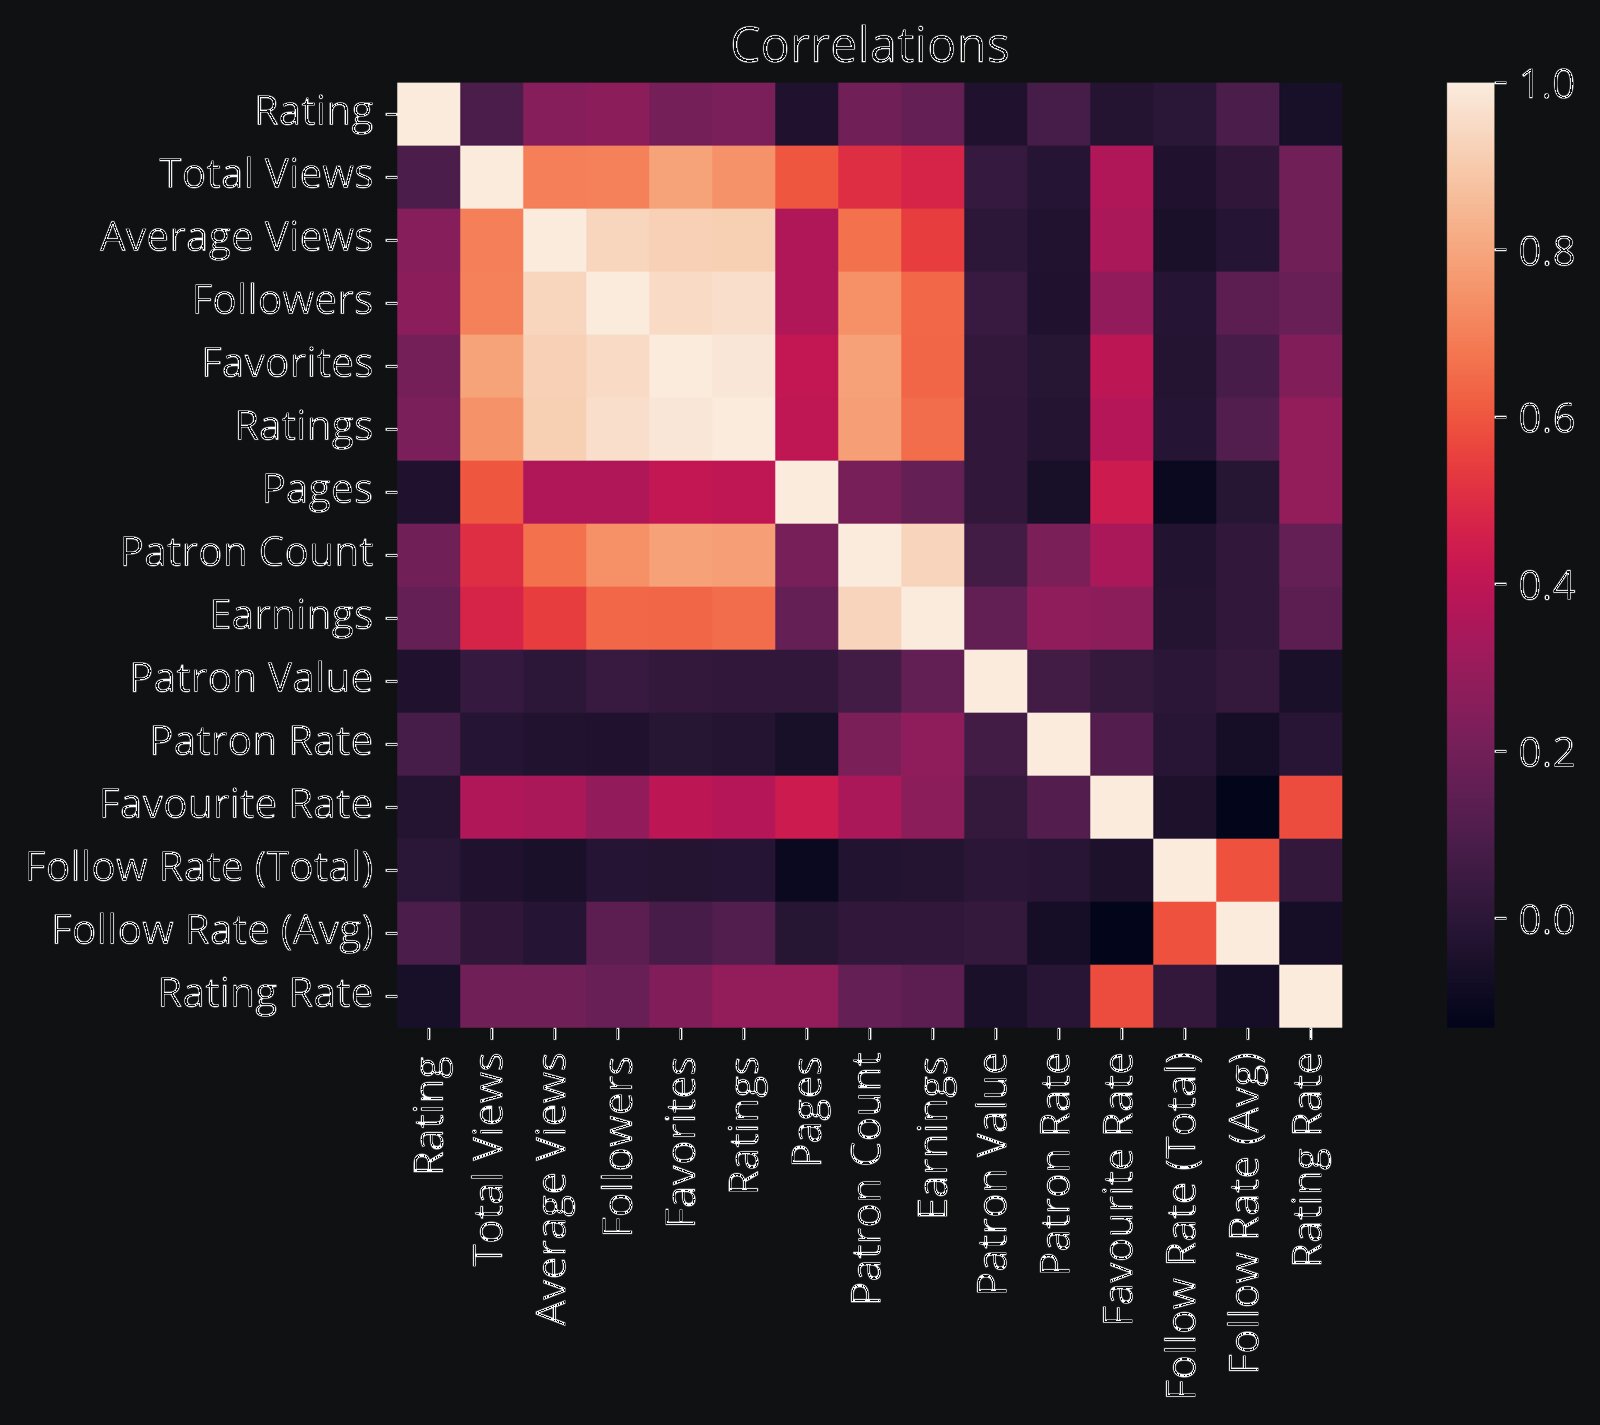 Correlations
Rating
Total Views
Average Views
Followers
Favorites
Ratings
Pages
Patron Count
Earnings
Patron Value
Patron Rate
Favourite Rate
Follow Rate (Total)
Follow Rate (Avg)
Rating Rate
Rating
Total Views
Average Views
Followers
Favorites
Ratings
Pages
Patron Count
Earnings
Patron Value
Patron Rate
Favourite Rate
Follow Rate (Total)
Follow Rate (Avg)
Rating Rate
1.0
0.8
0.6
0.4
0.2
0.0